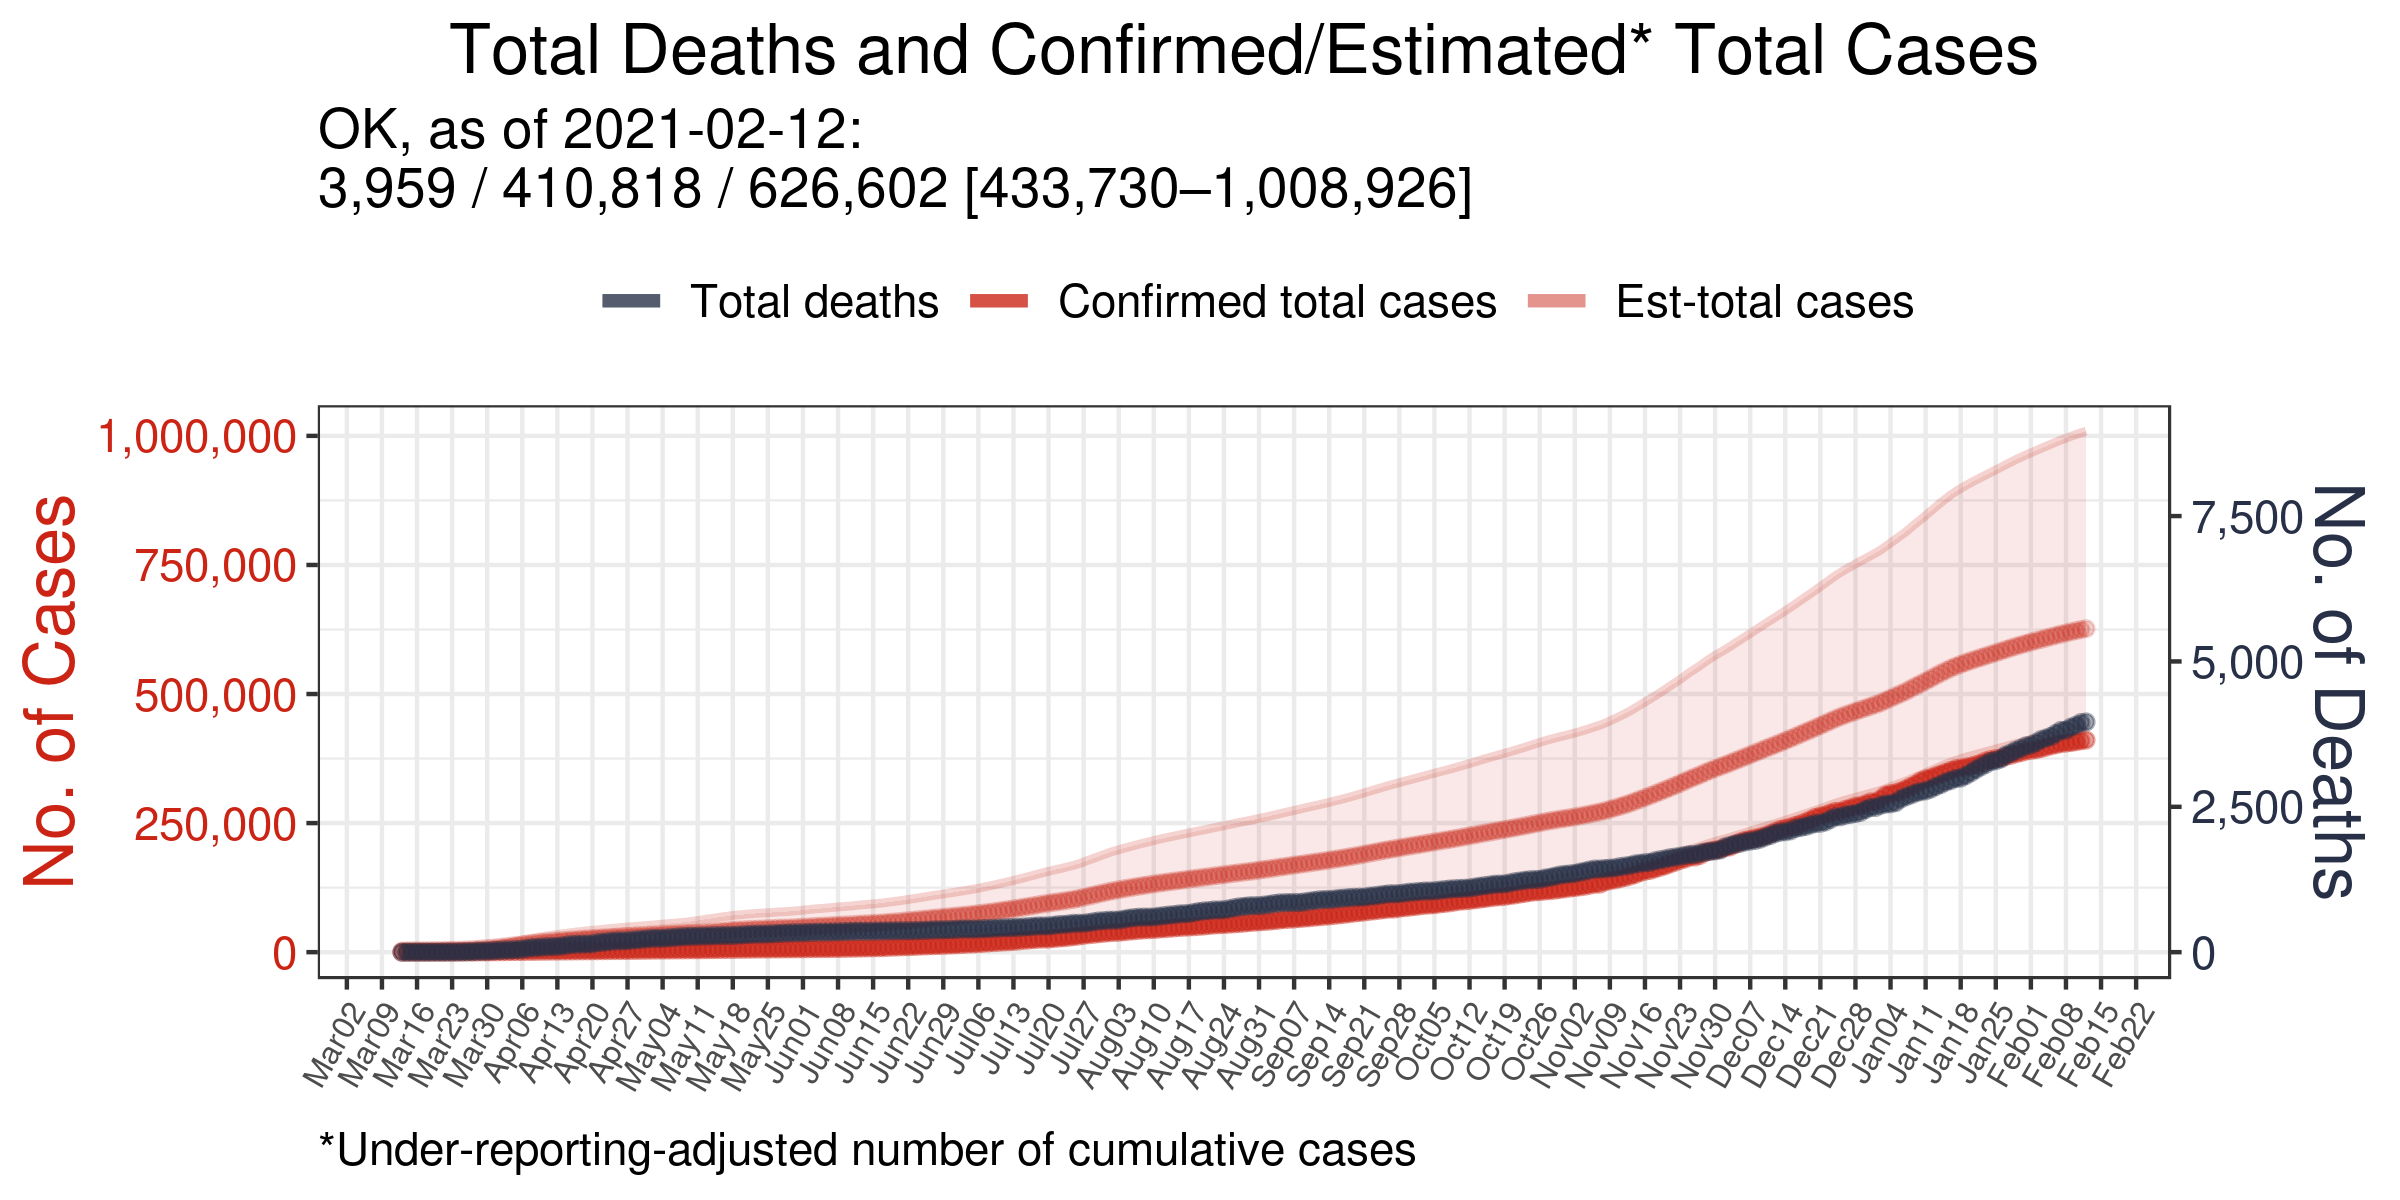 Total Deaths and Confirmed/Estimated* Total Cases
OK, as of 2021-02-12:
3,959 / 410,818 / 626,602 [433,730–1,008,926]
Total deaths
Confirmed total cases
Est-total cases
No. of Cases
1,000,000
750,000
500,000
250,000
0
7,500
5,000
2,500
0
No. of Deaths
Mar02
Mar09
Mar16
Mar23
Mar30
Apr06
Apr13
Apr20
Apr27
May04
May11
May18
May25
Jun01
Jun08
Jun15
Jun22
Jun29
Jul06
Jul13
Jul20
Jul27
Aug03
Aug10
Aug17
Aug24
Aug31
Sep07
Sep14
Sep21
Sep28
Oct05
Oct12
Oct19
Oct26
Nov02
Nov09
Nov16
Nov23
Nov30
Dec07
Dec14
Dec21
Dec28
Jan04
Jan11
Jan18
Jan25
Feb01
Feb08
Feb15
Feb22
*Under-reporting-adjusted number of cumulative cases